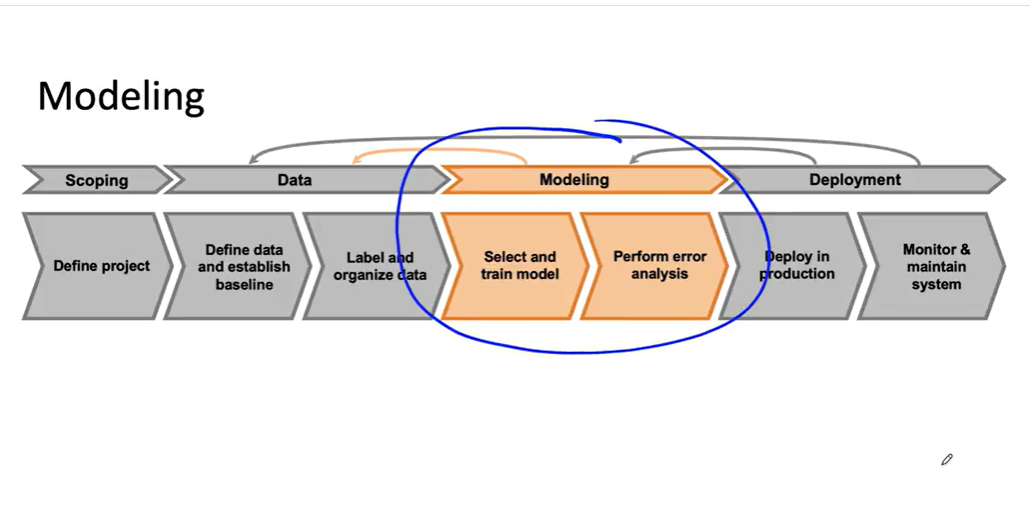 Modeling
Scoping
Data
Modeling
Deployment
Define project
Define data
and establish
baseline
Label and
organize data
Select and
train model
Perform error
analysis
Deploy in
production
Monitor &
maintain
system